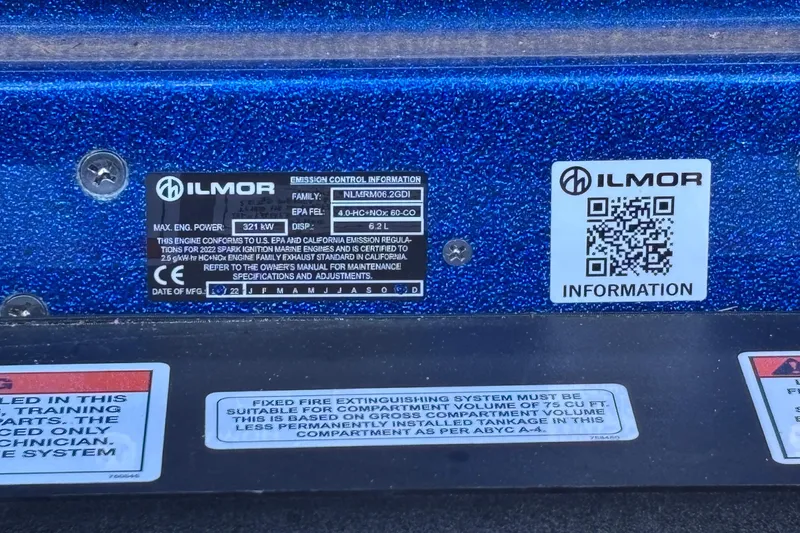 ILMOR
EMISSION CONTROL INFORMATION
FAMILY: NLMRM06.2GDI
EPA FEL: 4.0-HC+NOx; 60-CO
MAX. ENG. POWER: 321 kW DISP.: 6.2 L
THIS ENGINE CONFORMS TO U.S. EPA AND CALIFORNIA EMISSION REGULA-
TIONS FOR 2022 SPARK IGNITION MARINE ENGINES AND IS CERTIFIED TO
2.5 g/kW-hr HC+NOx ENGINE FAMILY EXHAUST STANDARD IN CALIFORNIA.
REFER TO THE OWNER'S MANUAL FOR MAINTENANCE
SPECIFICATIONS AND ADJUSTMENTS.
CE
DATE OF MFG.: 22 J F M A M J J A S O D
ILMOR
INFORMATION
LED IN THIS
TRAINING
PARTS. THE
CED ONLY
CHNICIAN.
E SYSTEM
FIXED FIRE EXTINGUISHING SYSTEM MUST BE
SUITABLE FOR COMPARTMENT VOLUME OF 75 CU FT.
THIS IS BASED ON GROSS COMPARTMENT VOLUME
LESS PERMANENTLY INSTALLED TANKAGE IN THIS
COMPARTMENT AS PER ABYC A-4.